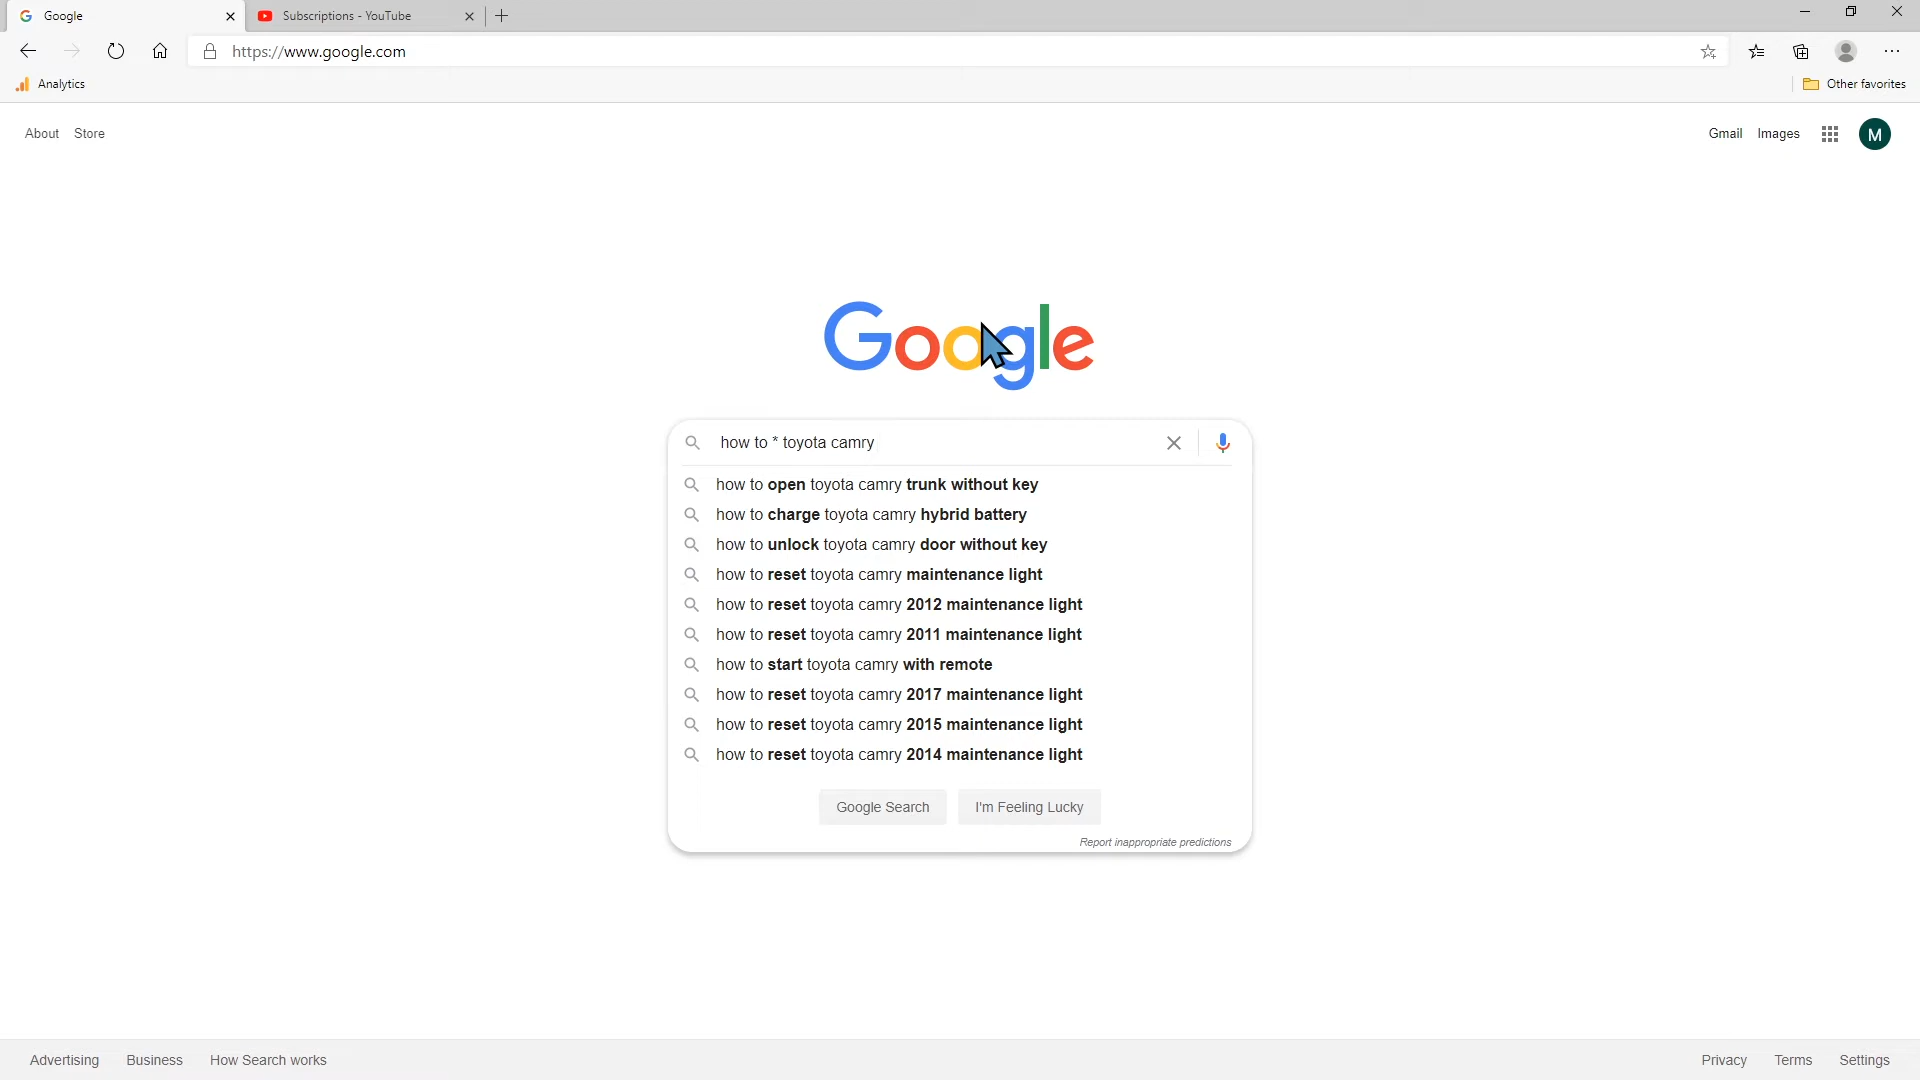 Google
Subscriptions - YouTube
https://www.google.com
Analytics
Other favorites
About Store
Gmail Images M
Google
how to * toyota camry
how to open toyota camry trunk without key
how to charge toyota camry hybrid battery
how to unlock toyota camry door without key
how to reset toyota camry maintenance light
how to reset toyota camry 2012 maintenance light
how to reset toyota camry 2011 maintenance light
how to start toyota camry with remote
how to reset toyota camry 2017 maintenance light
how to reset toyota camry 2015 maintenance light
how to reset toyota camry 2014 maintenance light
Google Search I'm Feeling Lucky
Report inappropriate predictions
Advertising Business How Search works
Privacy Terms Settings